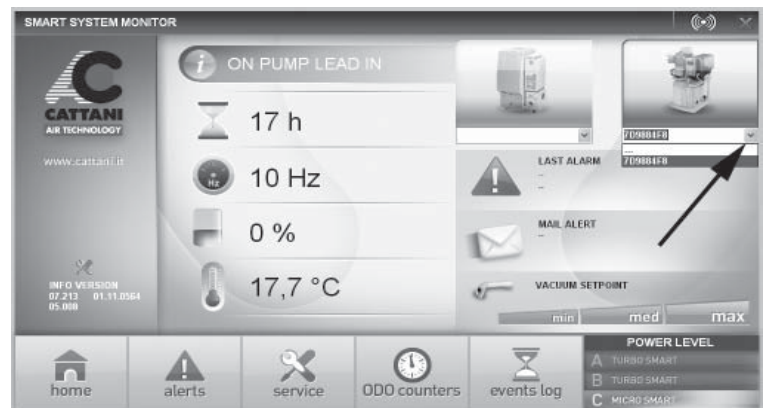 SMART SYSTEM MONITOR
CATTANI
AIR TECHNOLOGY
www.cattani.it
INFO VERSION
07.213 01.11.0564
05.008
i ON PUMP LEAD IN
17 h
Hz 10 Hz
0 %
17,7 °C
7D9884F8
---
7D9884F8
LAST ALARM
--
--
MAIL ALERT
--
VACUUM SETPOINT
min med max
home
alerts
service
ODO counters
events log
POWER LEVEL
A TURBO SMART
B TURBO SMART
C MICRO SMART